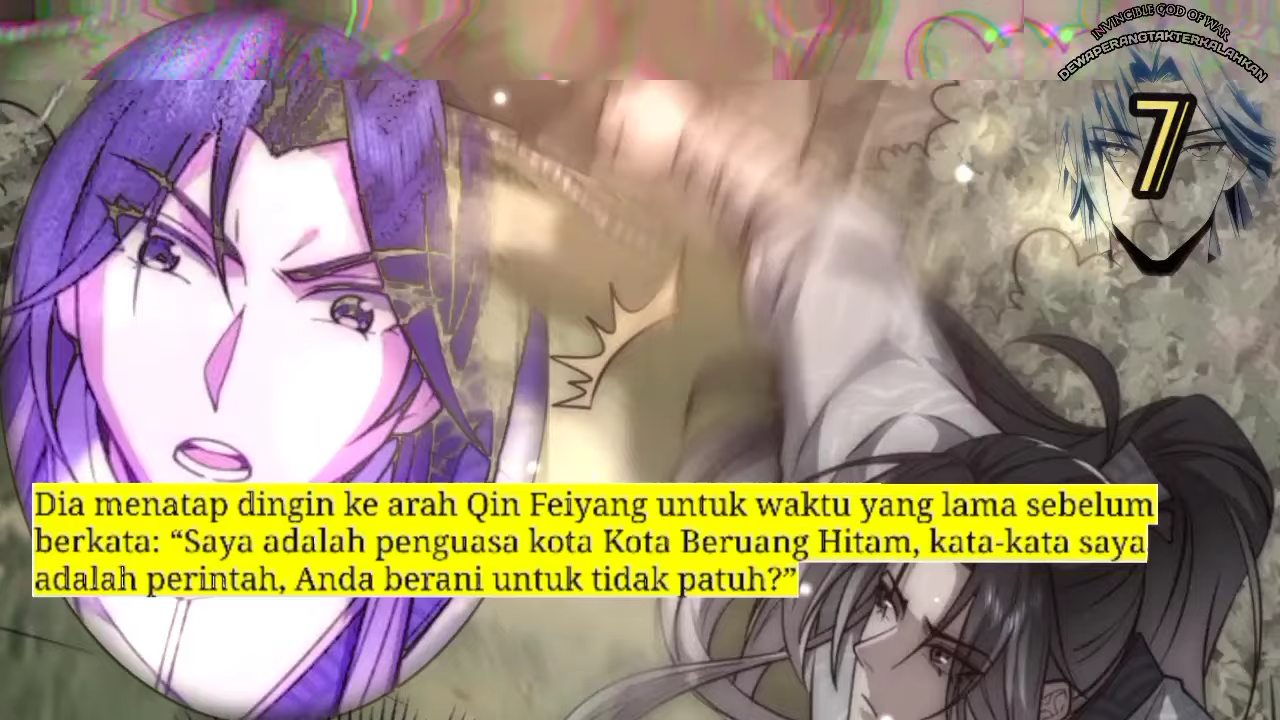 INVINCIBLE GOD OF WAR
DEWAPERANGTAKTERKALAHKAN
7
Dia menatap dingin ke arah Qin Feiyang untuk waktu yang lama sebelum
berkata: “Saya adalah penguasa kota Kota Beruang Hitam, kata-kata saya
adalah perintah, Anda berani untuk tidak patuh?”